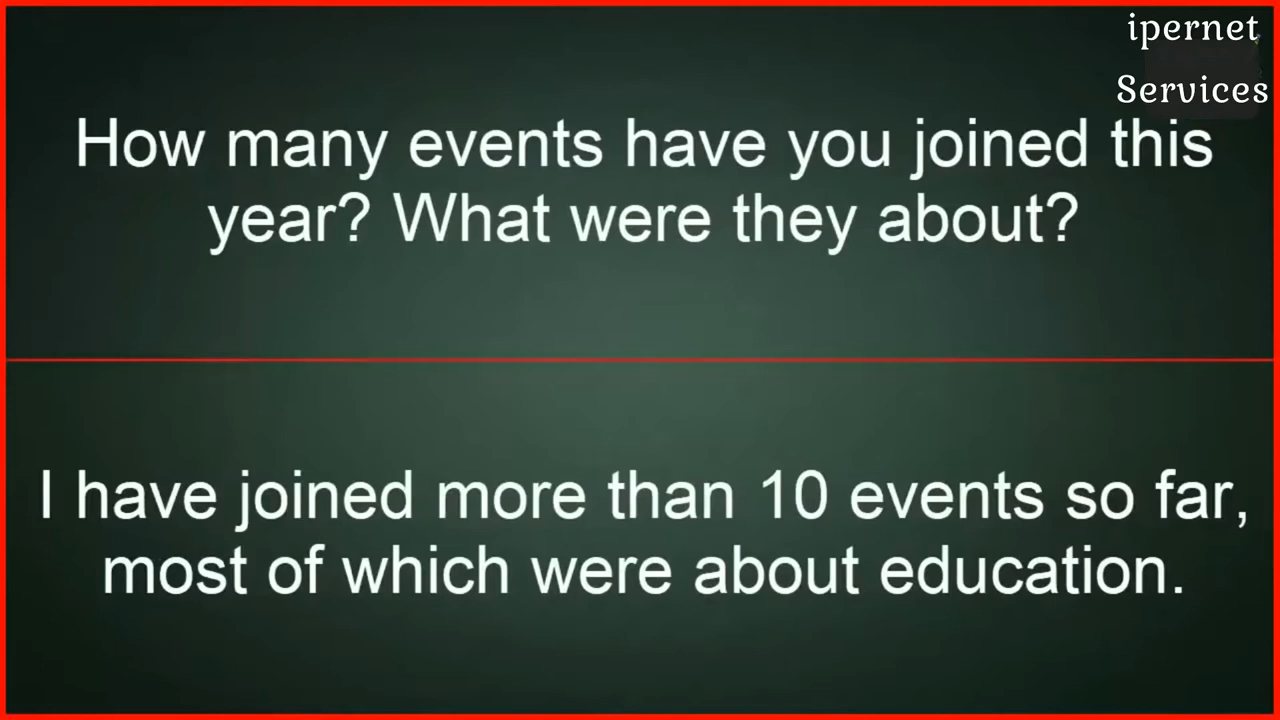 ipernet
Services
How many events have you joined this
year? What were they about?
I have joined more than 10 events so far,
most of which were about education.